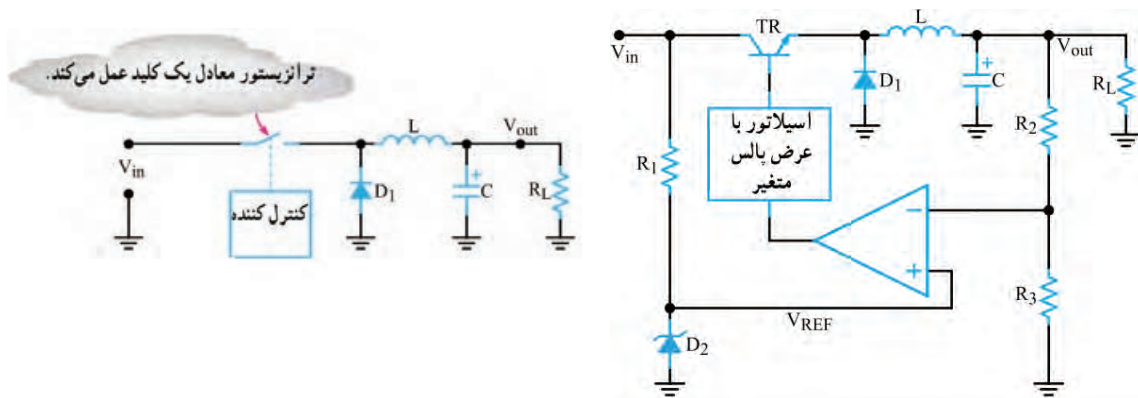 ترانزیستور معادل یک کلید عمل می‌کند.
L
Vout
Vin
D1
C
RL
کنترل کننده
TR
L
Vin
Vout
D1
C
RL
اسیلاتور با
عرض پالس
متغیر
R2
R1
−
+
R3
VREF
D2